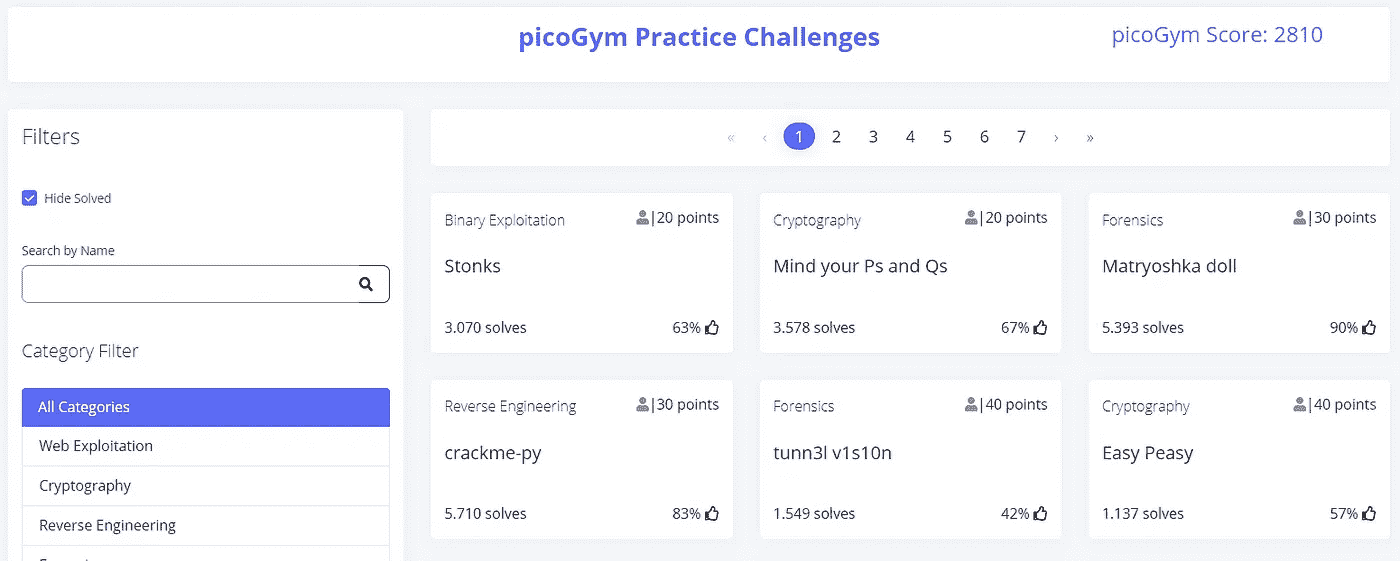 picoGym Practice Challenges
picoGym Score: 2810
Filters
Hide Solved
Search by Name
Category Filter
All Categories
Web Exploitation
Cryptography
Reverse Engineering
« ‹ 1 2 3 4 5 6 7 › »
Binary Exploitation |20 points
Stonks
3.070 solves 63%
Cryptography |20 points
Mind your Ps and Qs
3.578 solves 67%
Forensics |30 points
Matryoshka doll
5.393 solves 90%
Reverse Engineering |30 points
crackme-py
5.710 solves 83%
Forensics |40 points
tunn3l v1s10n
1.549 solves 42%
Cryptography |40 points
Easy Peasy
1.137 solves 57%